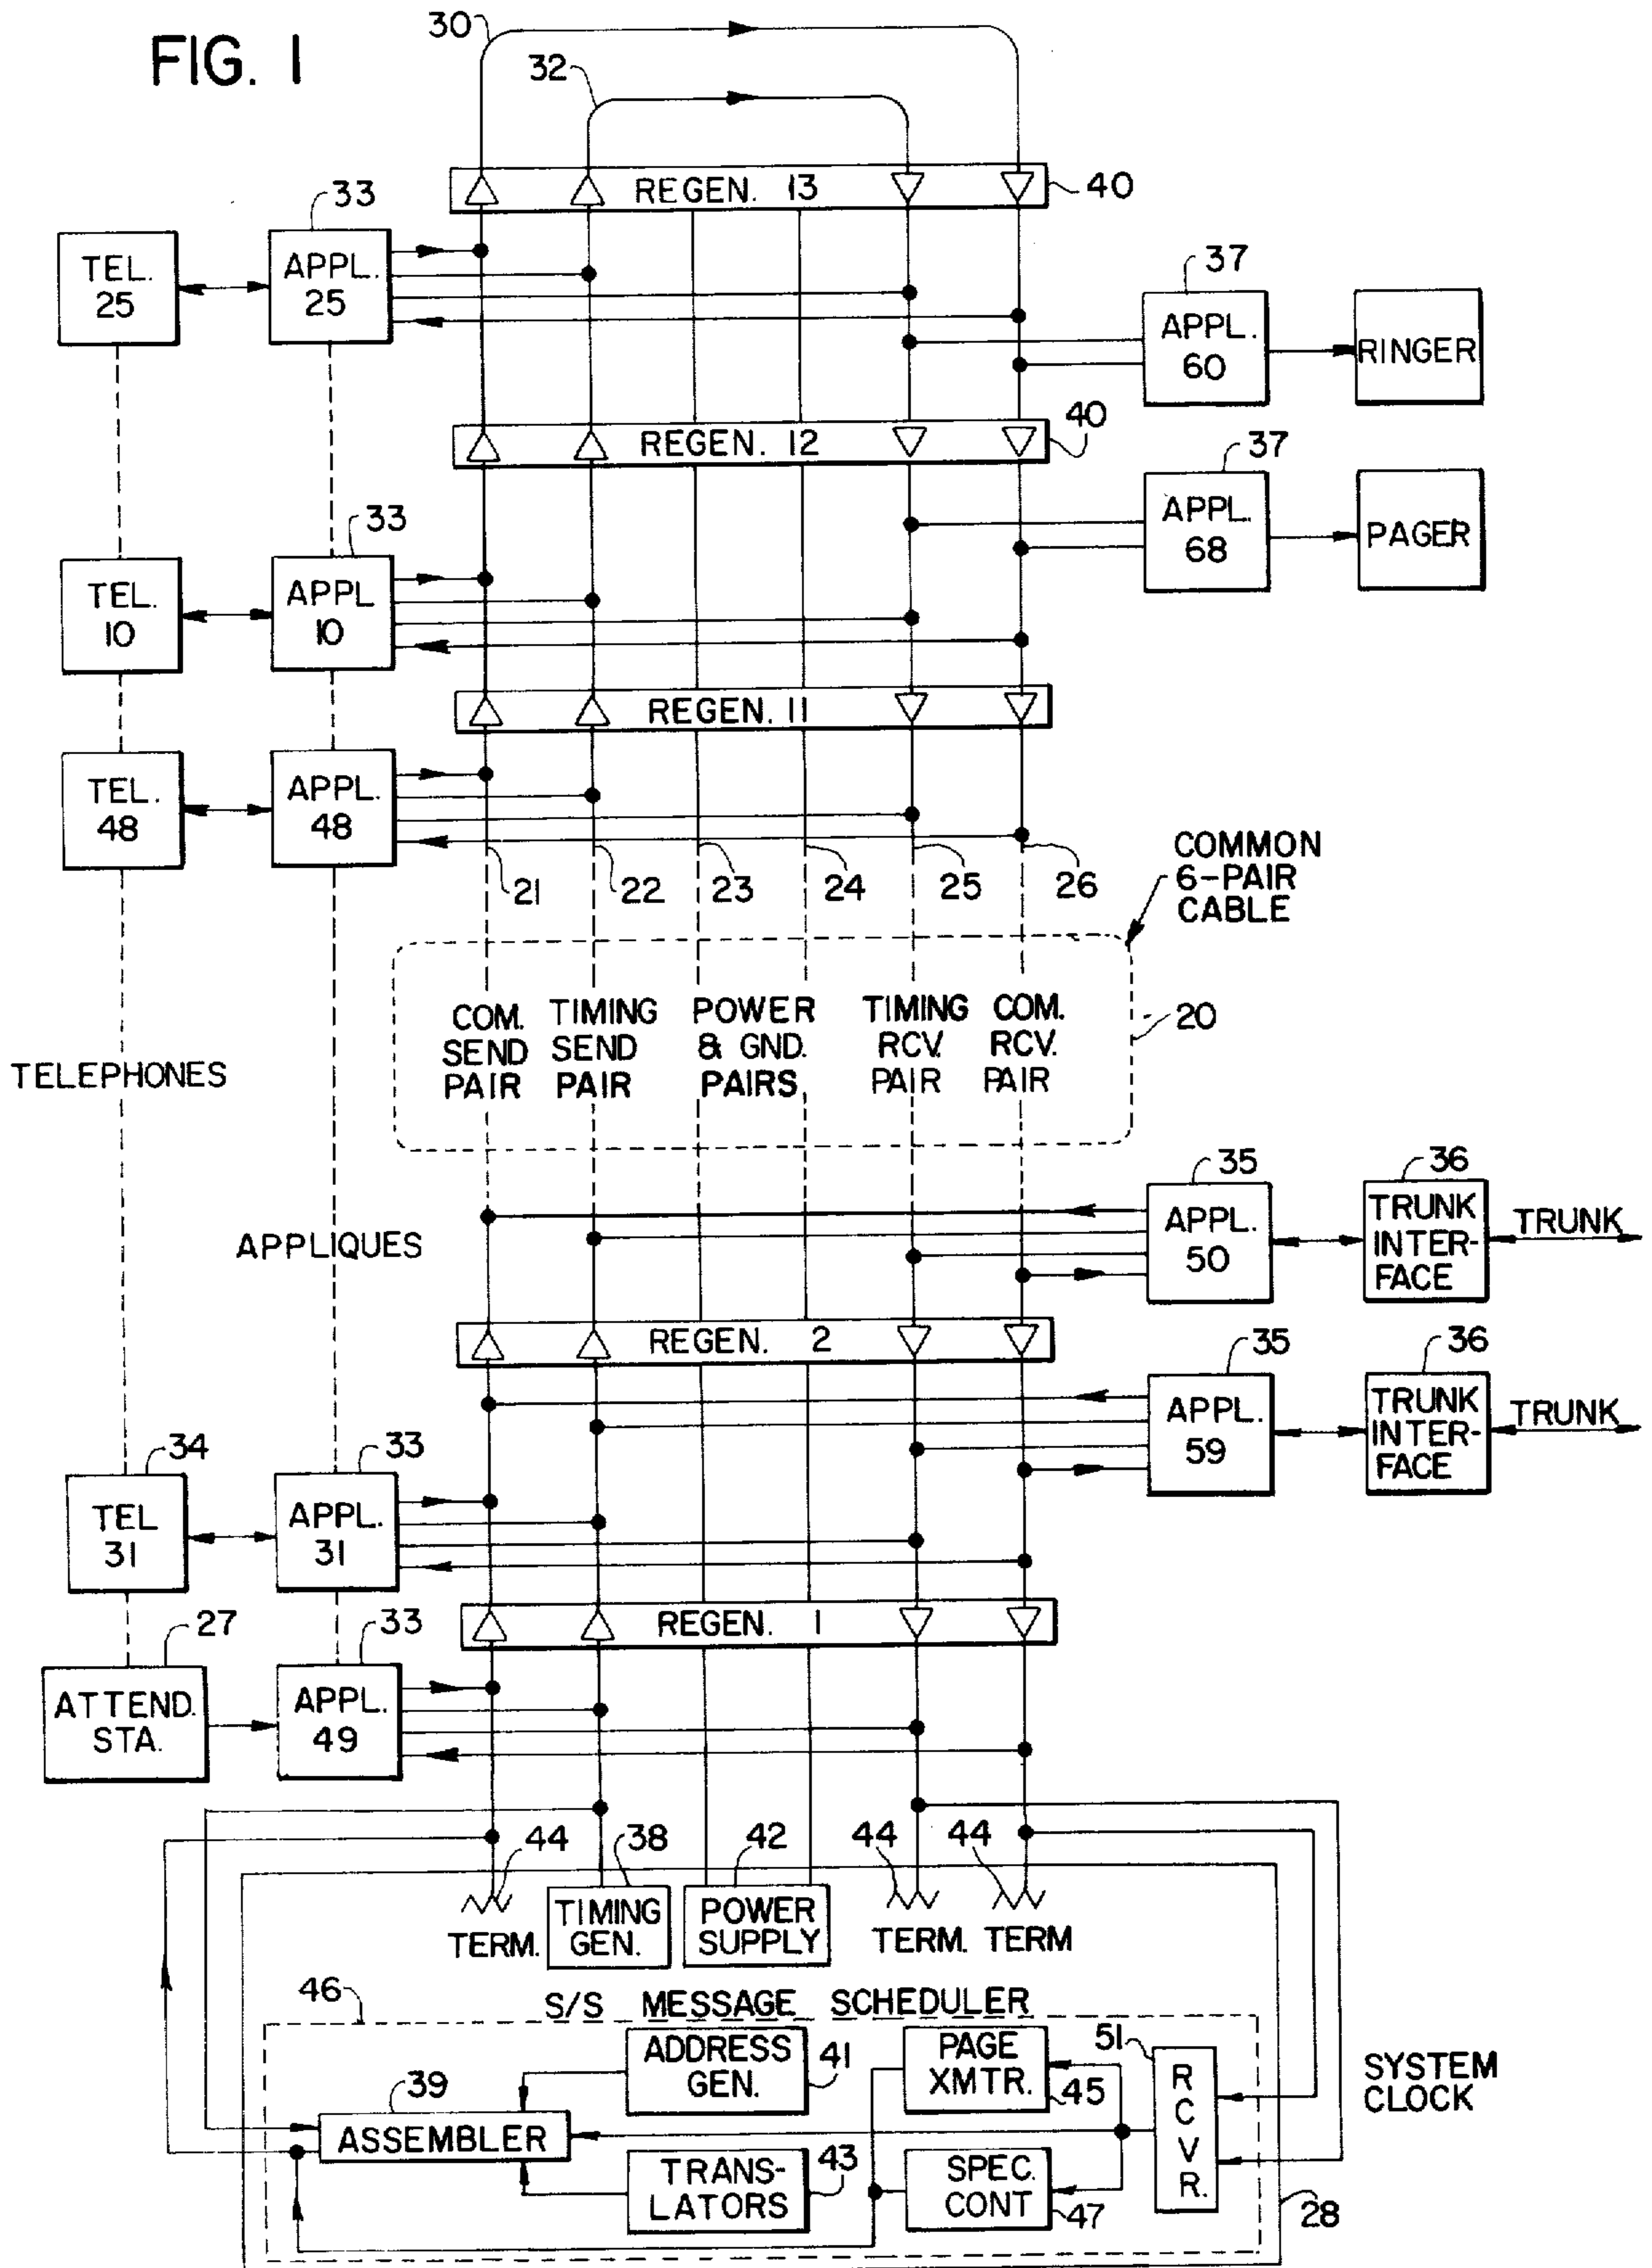 FIG. 1
30
32
REGEN. 13
40
33
TEL.
25
APPL.
25
37
APPL.
60
RINGER
REGEN. 12
40
37
APPL.
68
PAGER
33
TEL.
10
APPL
10
REGEN. 11
TEL.
48
APPL.
48
21
22
23
24
25
26
COMMON
6-PAIR
CABLE
COM.
SEND
PAIR
TIMING
SEND
PAIR
POWER
& GND.
PAIRS
TIMING
RCV.
PAIR
COM.
RCV.
PAIR
20
TELEPHONES
APPLIQUES
35
APPL.
50
36
TRUNK
INTER-
FACE
TRUNK
REGEN. 2
35
APPL.
59
36
TRUNK
INTER-
FACE
TRUNK
34
TEL
31
33
APPL.
31
REGEN. 1
27
ATTEND.
STA.
33
APPL.
49
44
TERM.
38
TIMING
GEN.
42
POWER
SUPPLY
44
TERM.
44
TERM
46
S/S MESSAGE SCHEDULER
39
ASSEMBLER
ADDRESS
GEN.
41
TRANS-
LATORS
43
PAGE
XMTR.
45
SPEC.
CONT
47
51
R
C
V
R.
SYSTEM
CLOCK
28